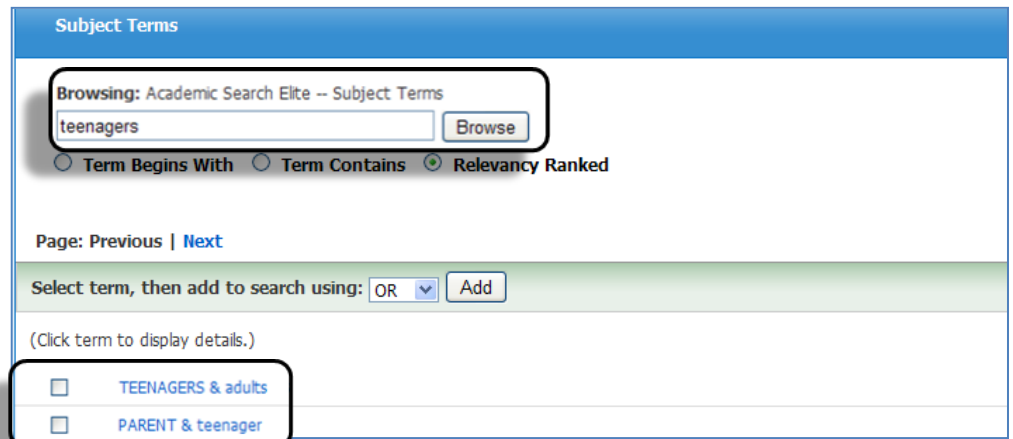 Subject Terms
Browsing: Academic Search Elite -- Subject Terms
teenagers Browse
Term Begins With Term Contains Relevancy Ranked
Page: Previous | Next
Select term, then add to search using: OR Add
(Click term to display details.)
TEENAGERS & adults
PARENT & teenager